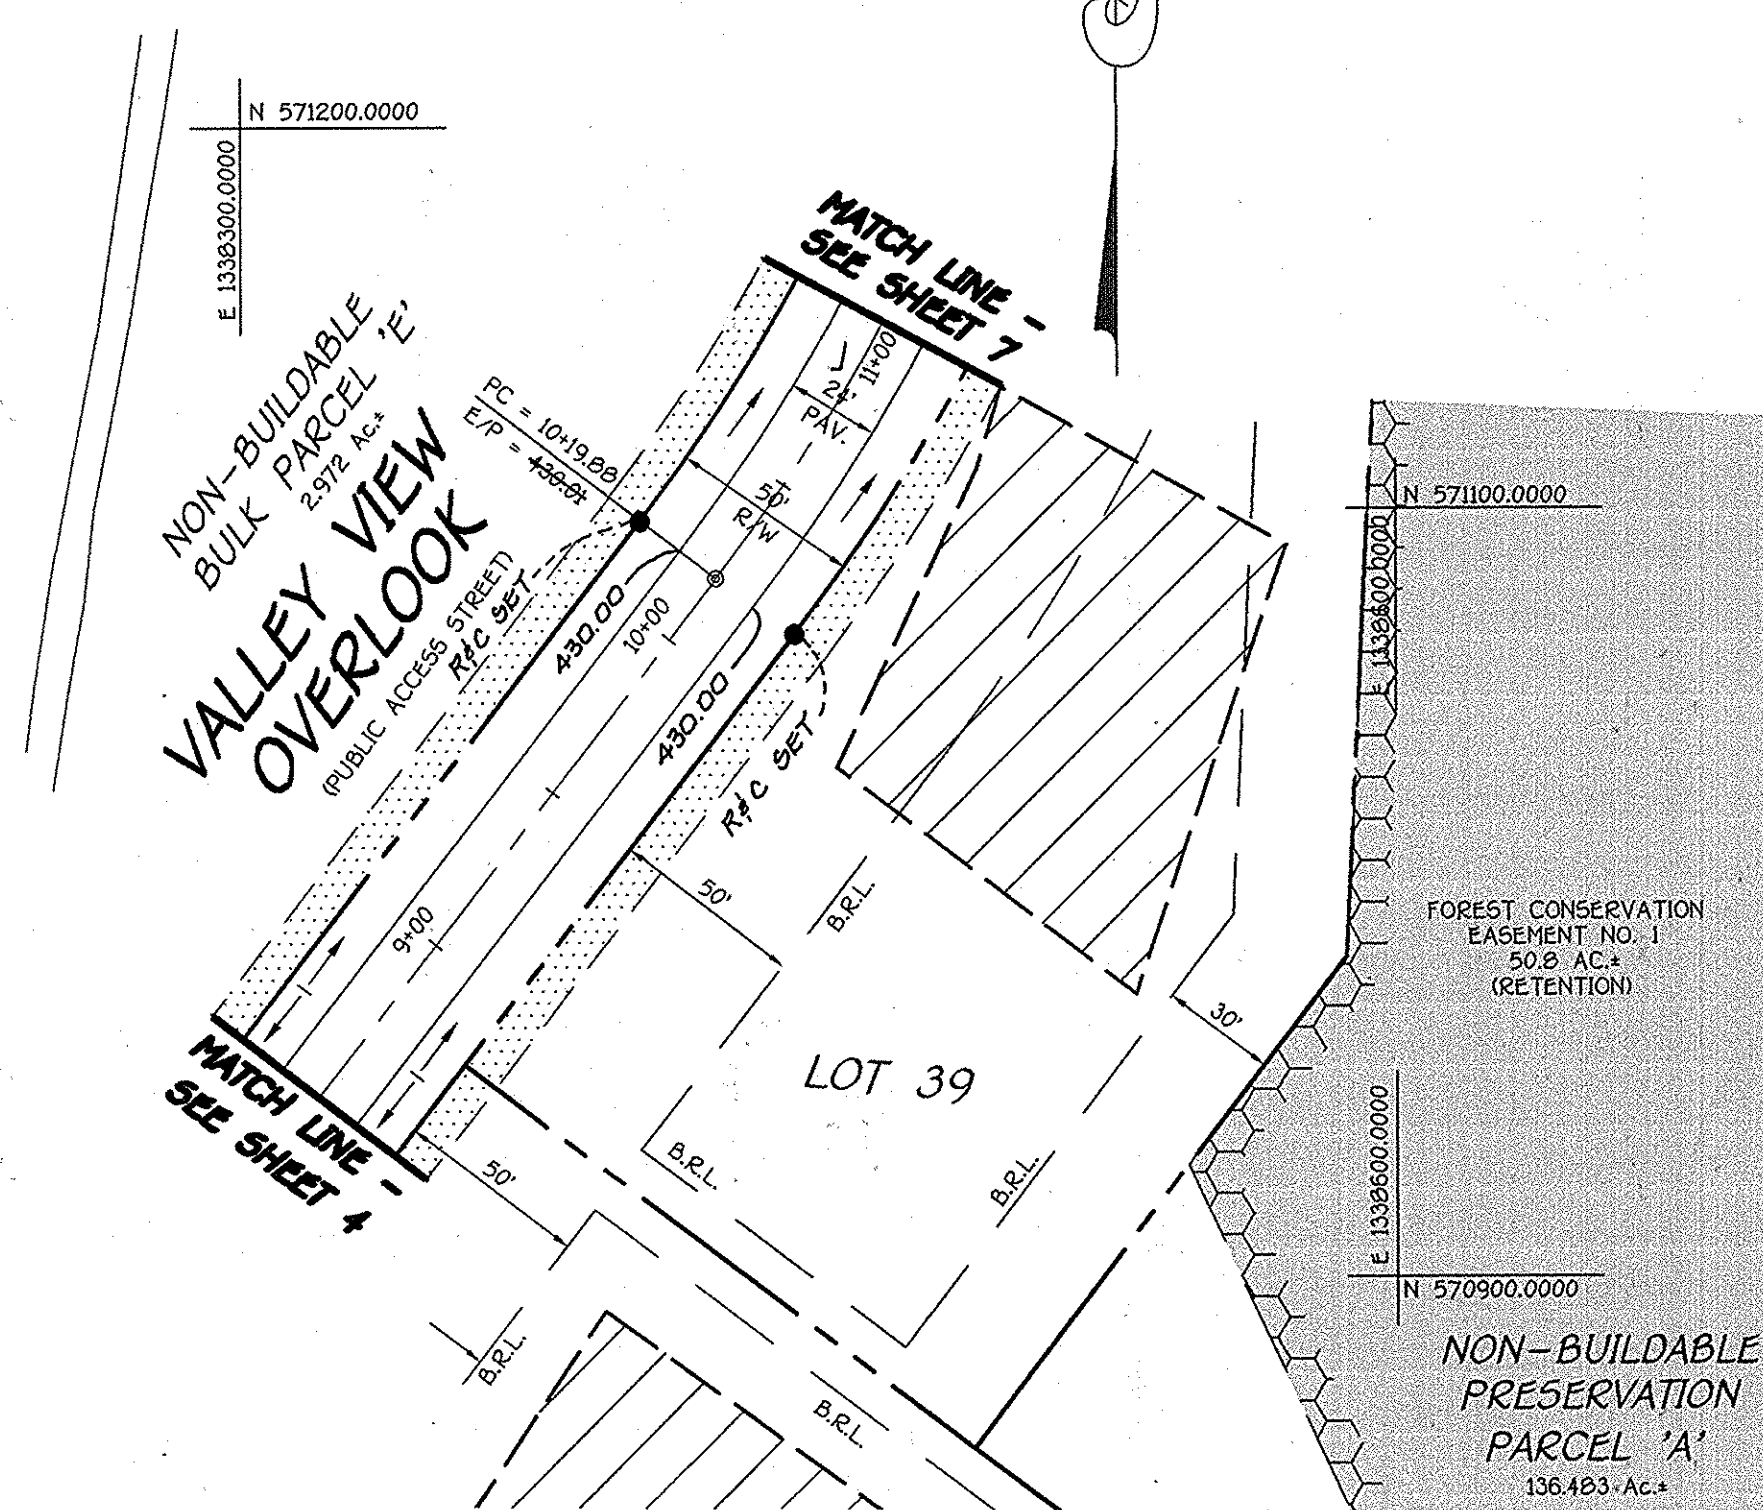 N 571200.0000
E 1338300.0000
MATCH LINE -
SEE SHEET 7
NON-BUILDABLE
BULK PARCEL 'E'
2.972 Ac.±
VALLEY VIEW
OVERLOOK
(PUBLIC ACCESS STREET)
PC = 10+19.88
E/P = 430.01
R&C SET
11+00
24'
PAV.
50'
R/W
430.00
10+00
430.00
R&C SET
9+00
50'
B.R.L.
N 571100.0000
E 1338600.0000
FOREST CONSERVATION
EASEMENT NO. 1
50.8 AC.±
(RETENTION)
30'
LOT 39
MATCH LINE -
SEE SHEET 4
50'
B.R.L.
B.R.L.
E 1338600.0000
N 570900.0000
B.R.L.
B.R.L.
NON-BUILDABLE
PRESERVATION
PARCEL 'A'
136.483 Ac.±